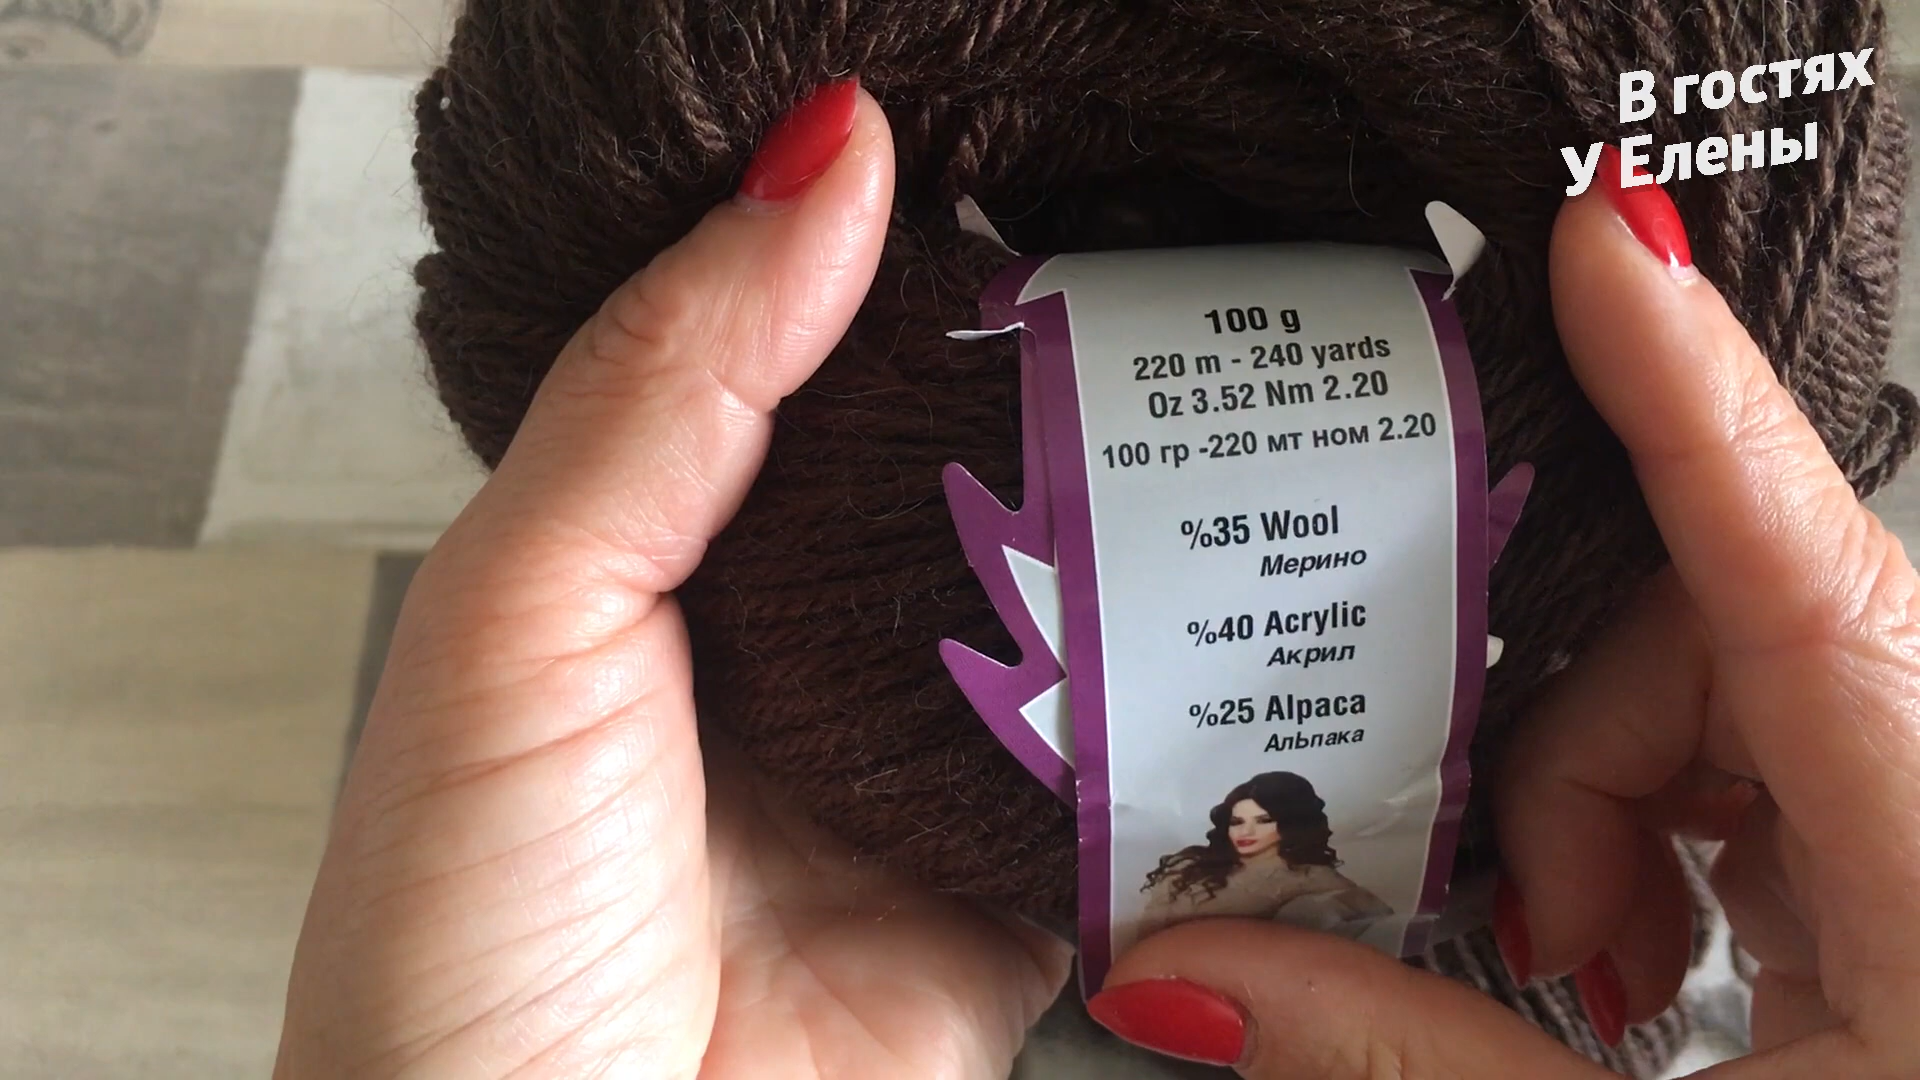 В гостях
у Елены
100 g
220 m - 240 yards
Oz 3.52 Nm 2.20
100 гр -220 мт ном 2.20
%35 Wool
Мерино
%40 Acrylic
Акрил
%25 Alpaca
АлЬпака